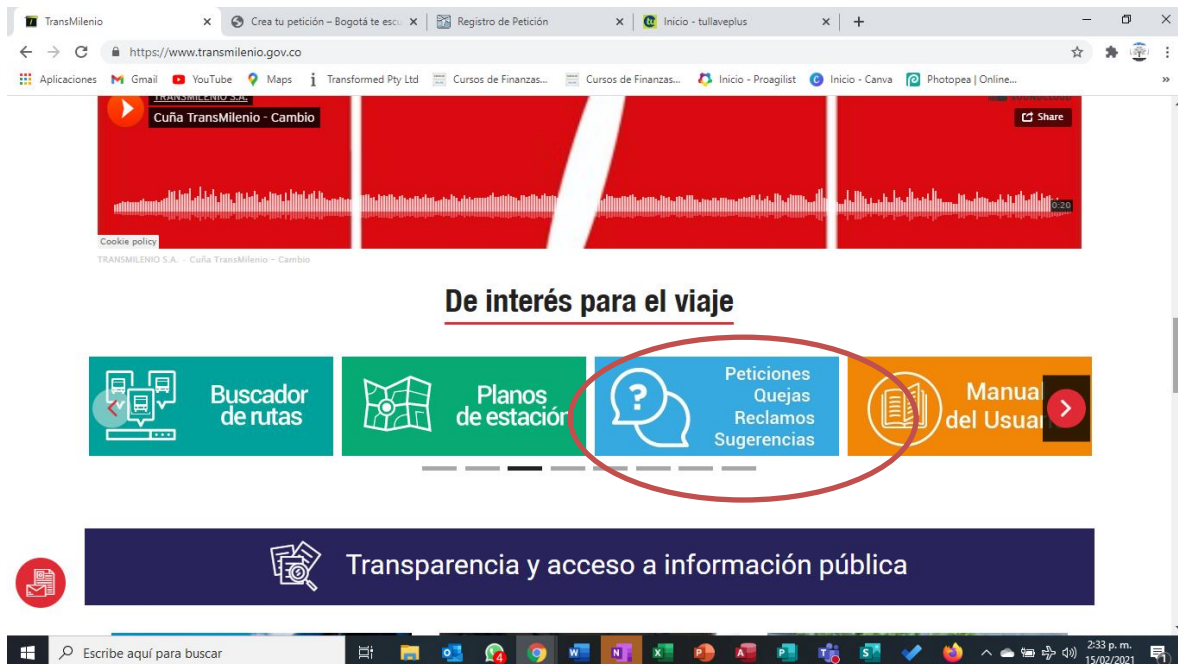 TransMilenio
Crea tu petición – Bogotá te escu
Registro de Petición
Inicio - tullaveplus
https://www.transmilenio.gov.co
Aplicaciones
Gmail
YouTube
Maps
Transformed Pty Ltd
Cursos de Finanzas...
Cursos de Finanzas...
Inicio - Proagilist
Inicio - Canva
Photopea | Online...
TRANSMILENIO S.A.
SOUNDCLOUD
Cuña TransMilenio - Cambio
Share
0:20
Cookie policy
TRANSMILENIO S.A. - Cuña TransMilenio - Cambio
De interés para el viaje
Buscador
de rutas
Planos
de estación
Peticiones
Quejas
Reclamos
Sugerencias
Manual
del Usuar
Transparencia y acceso a información pública
Escribe aquí para buscar
4
2:33 p. m.
15/02/2021
1